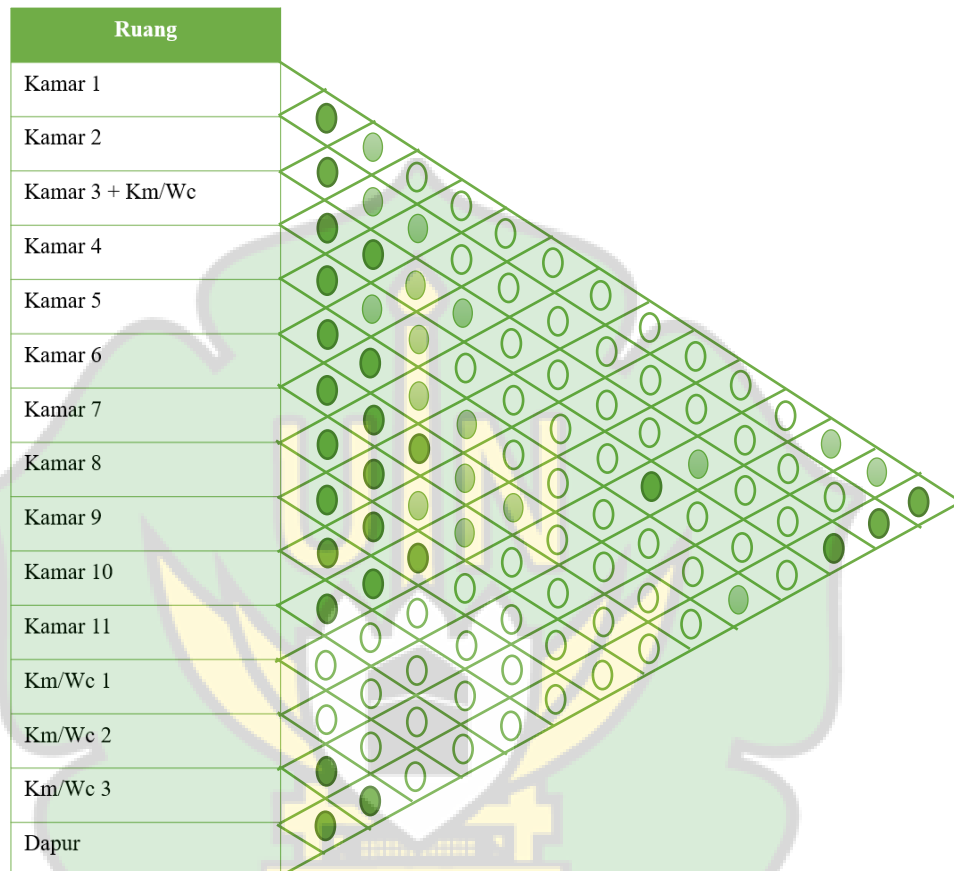 Ruang
Kamar 1
Kamar 2
Kamar 3 + Km/Wc
Kamar 4
Kamar 5
Kamar 6
Kamar 7
Kamar 8
Kamar 9
Kamar 10
Kamar 11
Km/Wc 1
Km/Wc 2
Km/Wc 3
Dapur
UIN